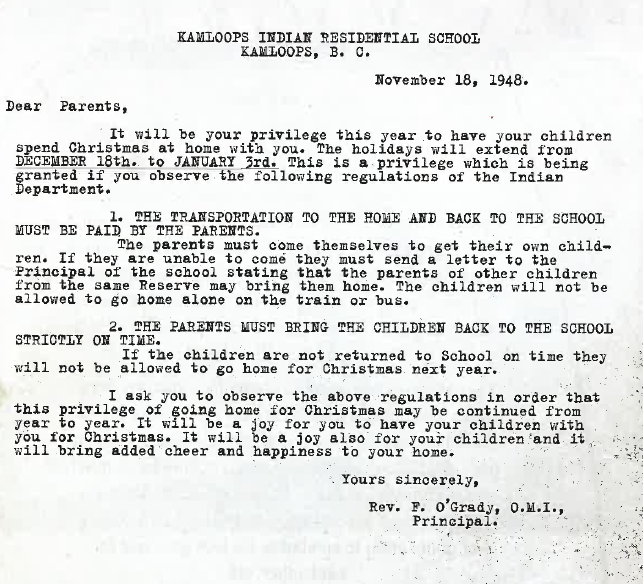 KAMLOOPS INDIAN RESIDENTIAL SCHOOL
KAMLOOPS, B. C.
November 18, 1948.
Dear Parents,
It will be your privilege this year to have your children
spend Christmas at home with you. The holidays will extend from
DECEMBER 18th. to JANUARY 3rd. This is a privilege which is being
granted if you observe the following regulations of the Indian
Department.
1. THE TRANSPORTATION TO THE HOME AND BACK TO THE SCHOOL
MUST BE PAID BY THE PARENTS.
The parents must come themselves to get their own child-
ren. If they are unable to come they must send a letter to the
Principal of the school stating that the parents of other children
from the same Reserve may bring them home. The children will not be
allowed to go home alone on the train or bus.
2. THE PARENTS MUST BRING THE CHILDREN BACK TO THE SCHOOL
STRICTLY ON TIME.
If the children are not returned to School on time they
will not be allowed to go home for Christmas next year.
I ask you to observe the above regulations in order that
this privilege of going home for Christmas may be continued from
year to year. It will be a joy for you to have your children with
you for Christmas. It will be a joy also for your children and it
will bring added cheer and happiness to your home.
Yours sincerely,
Rev. F. O'Grady, O.M.I.,
Principal.